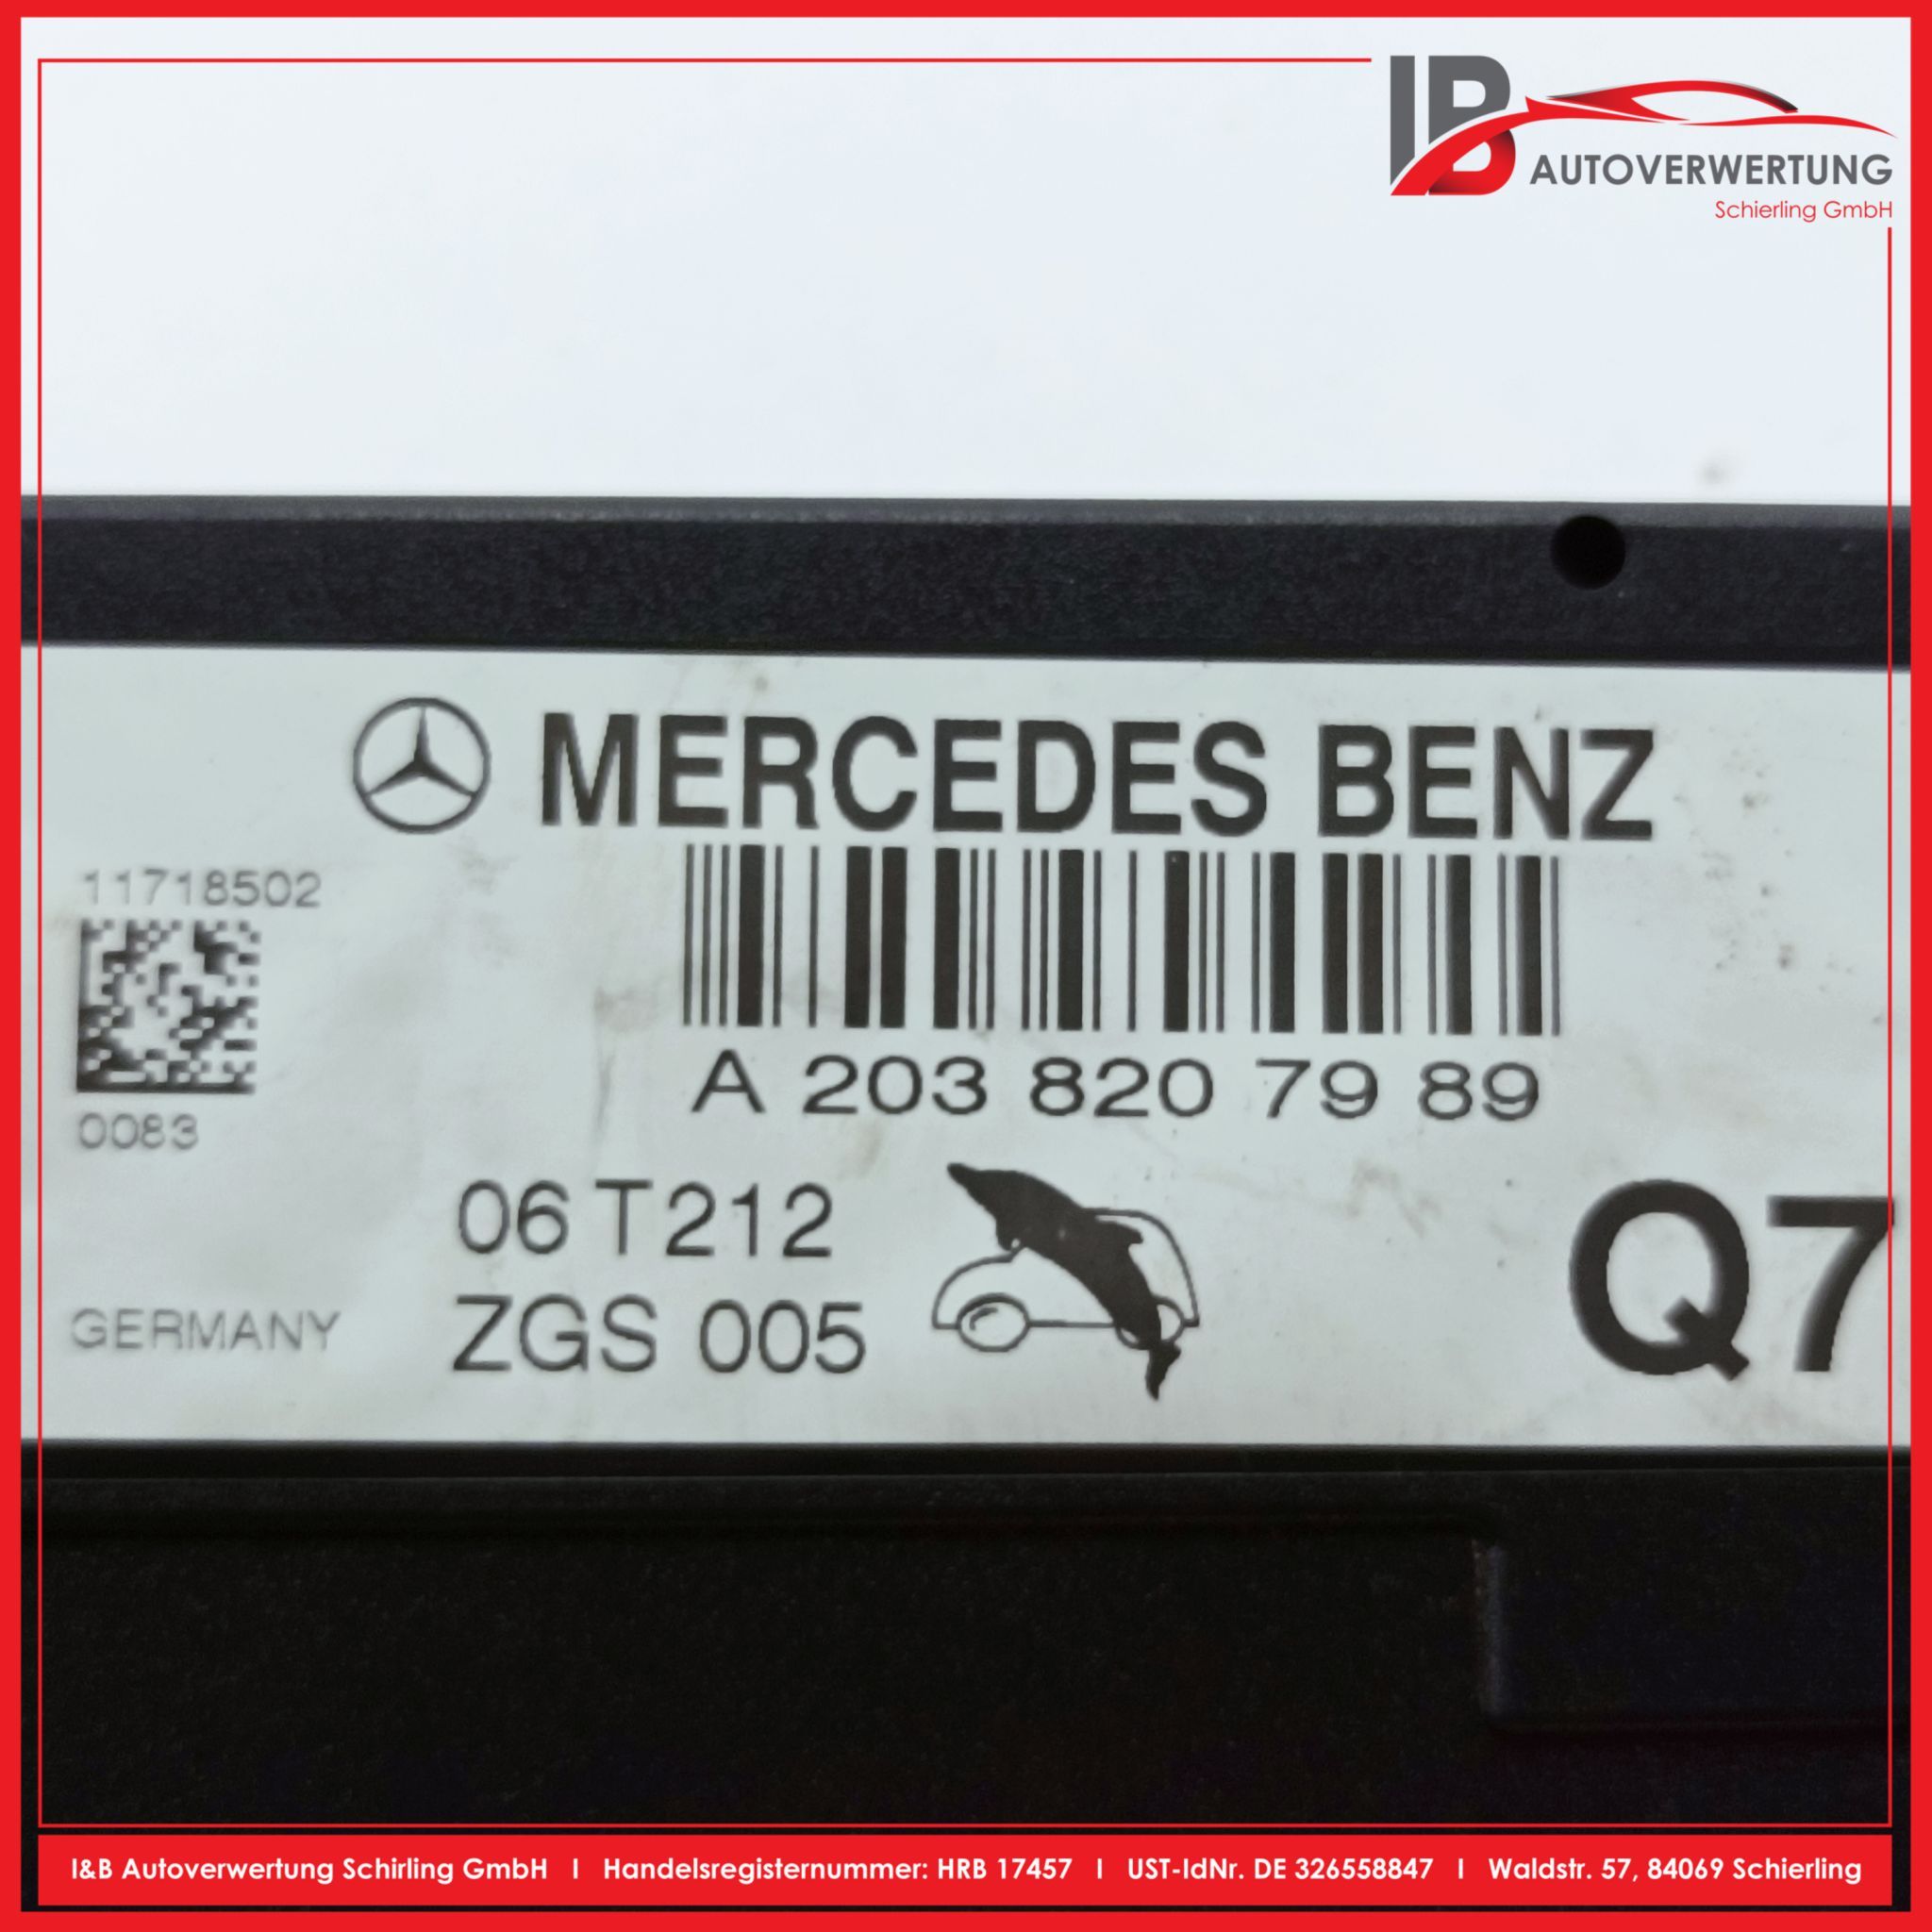 IB AUTOVERWERTUNG
Schierling GmbH
MERCEDES BENZ
11718502
A 203 820 79 89
0083
06 T212
Q7
GERMANY
ZGS 005
I&B Autoverwertung Schirling GmbH I Handelsregisternummer: HRB 17457 I UST-IdNr. DE 326558847 I Waldstr. 57, 84069 Schierling